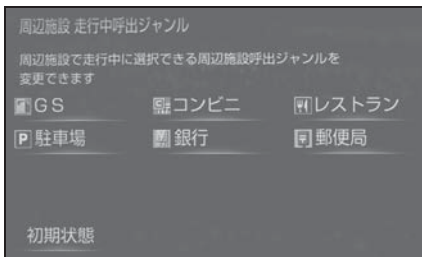 周辺施設 走行中呼出ジャンル
周辺施設で走行中に選択できる周辺施設呼出ジャンルを
変更できます
GS コンビニ レストラン
P 駐車場 銀行 郵便局
初期状態